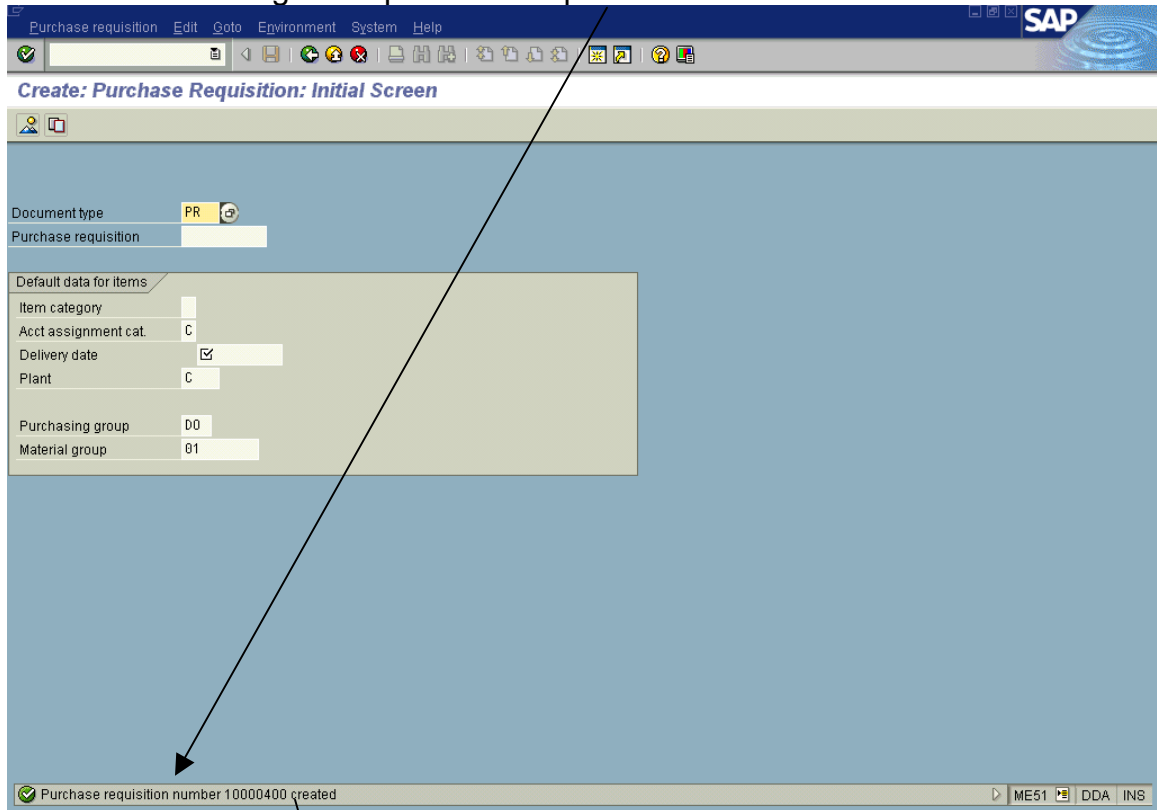 Purchase requisition Edit Goto Environment System Help
SAP
Create: Purchase Requisition: Initial Screen
Document type PR
Purchase requisition
Default data for items
Item category
Acct assignment cat. C
Delivery date
Plant C
Purchasing group D0
Material group 01
Purchase requisition number 10000400 created
ME51 DDA INS